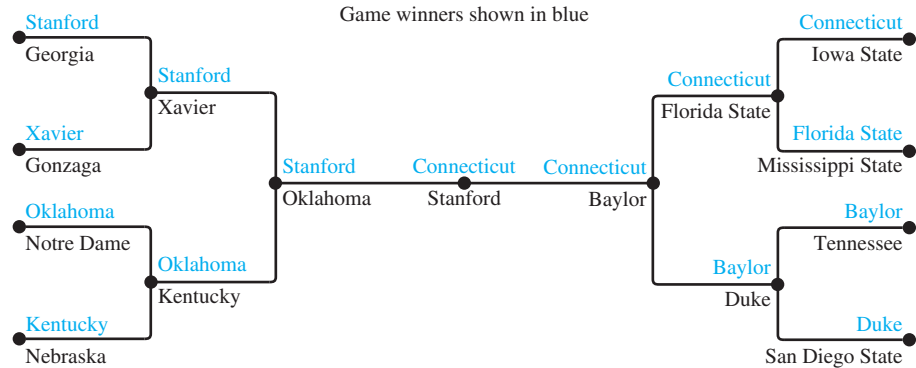 Game winners shown in blue
Stanford
Georgia
Stanford
Xavier
Xavier
Gonzaga
Stanford
Oklahoma
Oklahoma
Notre Dame
Oklahoma
Kentucky
Kentucky
Nebraska
Connecticut
Stanford
Connecticut
Baylor
Connecticut
Florida State
Connecticut
Iowa State
Florida State
Mississippi State
Baylor
Duke
Baylor
Tennessee
Duke
San Diego State